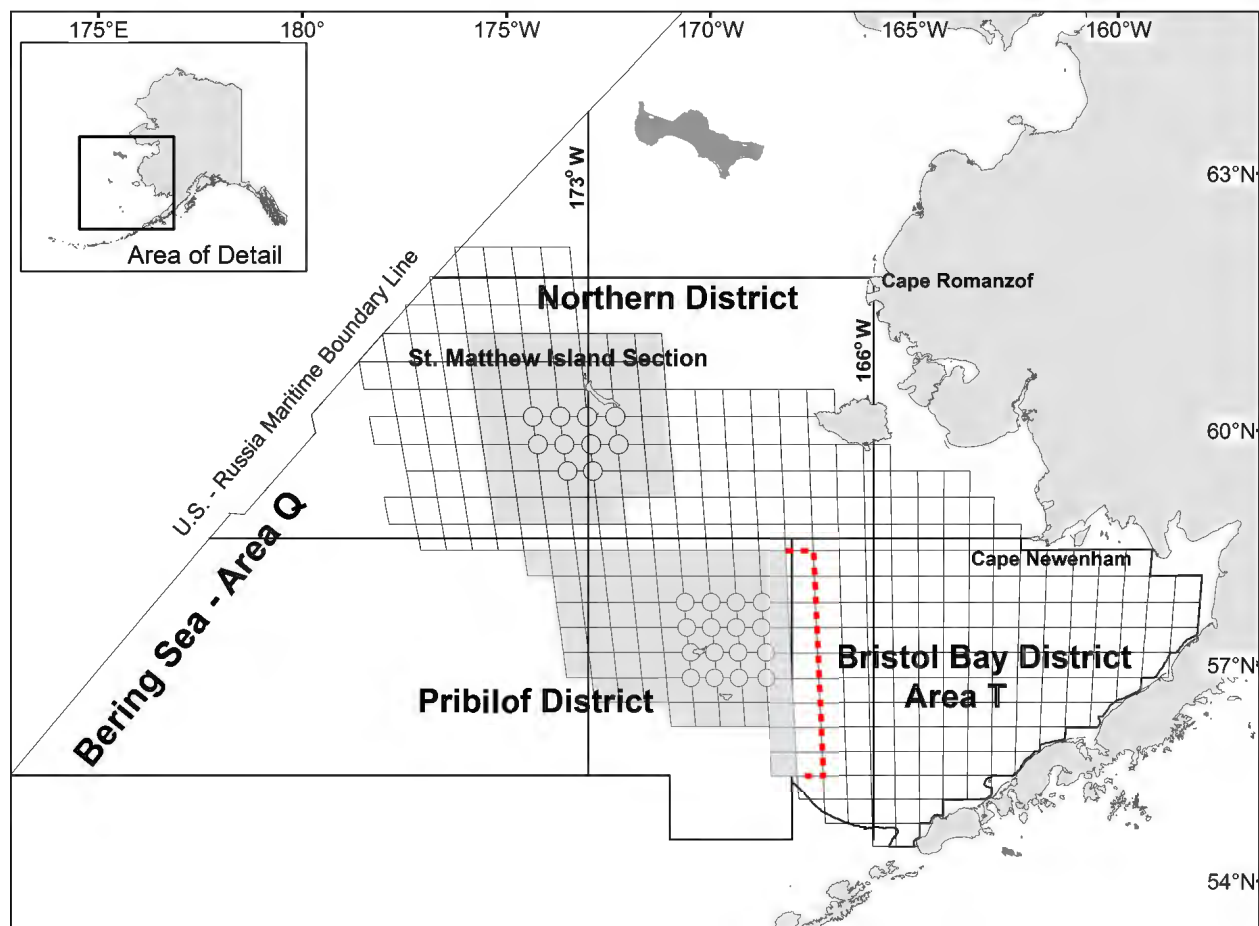 175°E
180°
175°W
170°W
165°W
160°W
Area of Detail
63°N
173° W
U.S. - Russia Maritime Boundary Line
Northern District
Cape Romanzof
St. Matthew Island Section
166° W
60°N
Bering Sea - Area Q
Cape Newenham
Bristol Bay District
Area T
57°N
Pribilof District
54°N